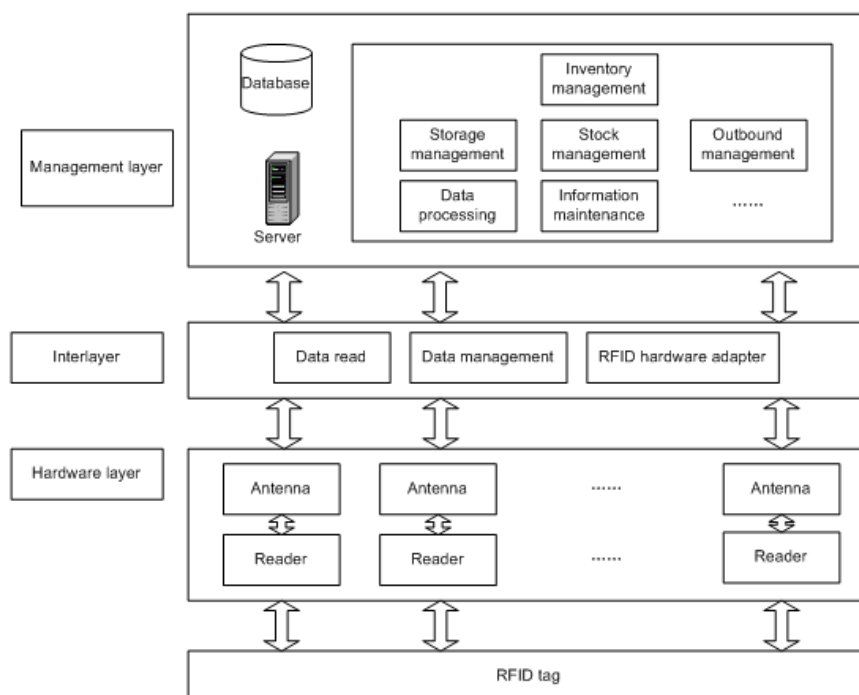 Management layer
Database
Server
Inventory
management
Storage
management
Stock
management
Outbound
management
Data
processing
Information
maintenance
......
Interlayer
Data read
Data management
RFID hardware adapter
Hardware layer
Antenna
Antenna
......
Antenna
Reader
Reader
......
Reader
RFID tag